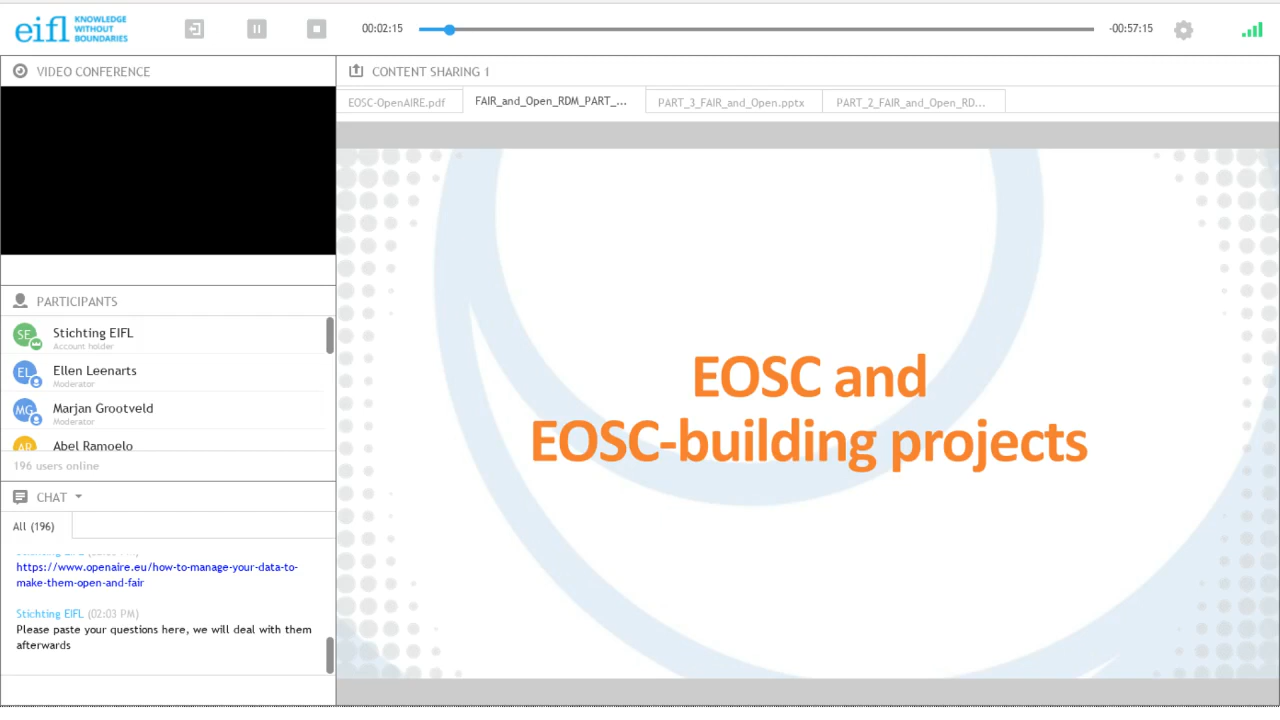 eifl KNOWLEDGE
WITHOUT
BOUNDARIES
00:02:15
-00:57:15
VIDEO CONFERENCE
CONTENT SHARING 1
EOSC-OpenAIRE.pdf
FAIR_and_Open_RDM_PART_...
PART_3_FAIR_and_Open.pptx
PART_2_FAIR_and_Open_RD...
EOSC and
EOSC-building projects
PARTICIPANTS
SE
Stichting EIFL
Account holder
EL
Ellen Leenarts
Moderator
MG
Marjan Grootveld
Moderator
AR
Abel Ramoelo
196 users online
CHAT
All (196)
https://www.openaire.eu/how-to-manage-your-data-to-
make-them-open-and-fair
Stichting EIFL (02:03 PM)
Please paste your questions here, we will deal with them
afterwards